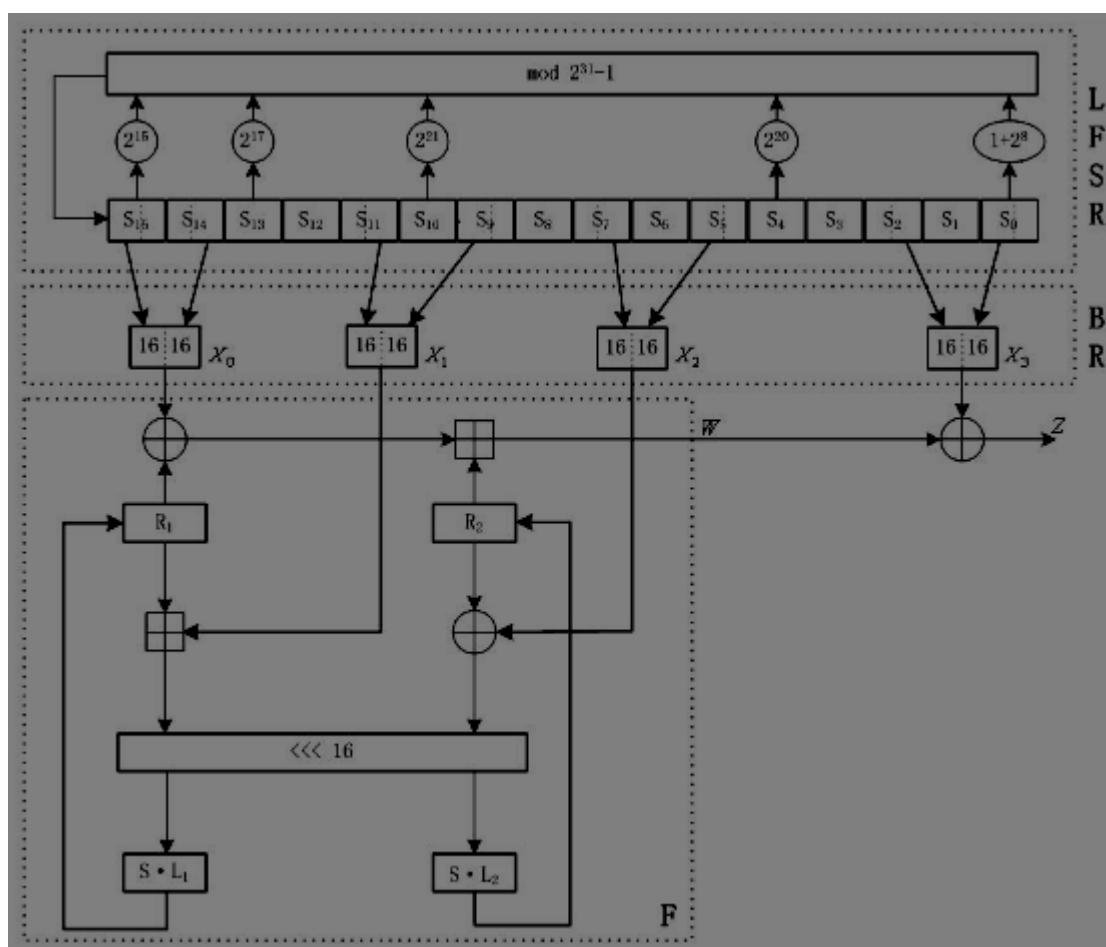 mod 2³¹-1
2¹⁵ 2¹⁷ 2²¹ 2²⁰ 1+2⁸
S₁₅ S₁₄ S₁₃ S₁₂ S₁₁ S₁₀ S₉ S₈ S₇ S₆ S₅ S₄ S₃ S₂ S₁ S₀
L
F
S
R
16 16 X₀ 16 16 X₁ 16 16 X₂ 16 16 X₃
B
R
W Z
R₁ R₂
<<< 16
S·L₁ S·L₂
F